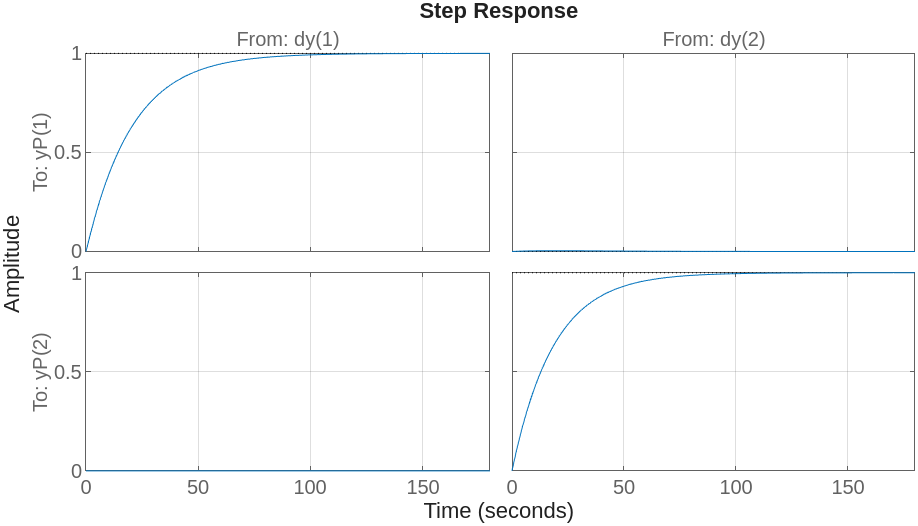 Step Response
From: dy(1)
From: dy(2)
To: yP(1)
1
0.5
0
Amplitude
To: yP(2)
1
0.5
0
0
50
100
150
0
50
100
150
Time (seconds)